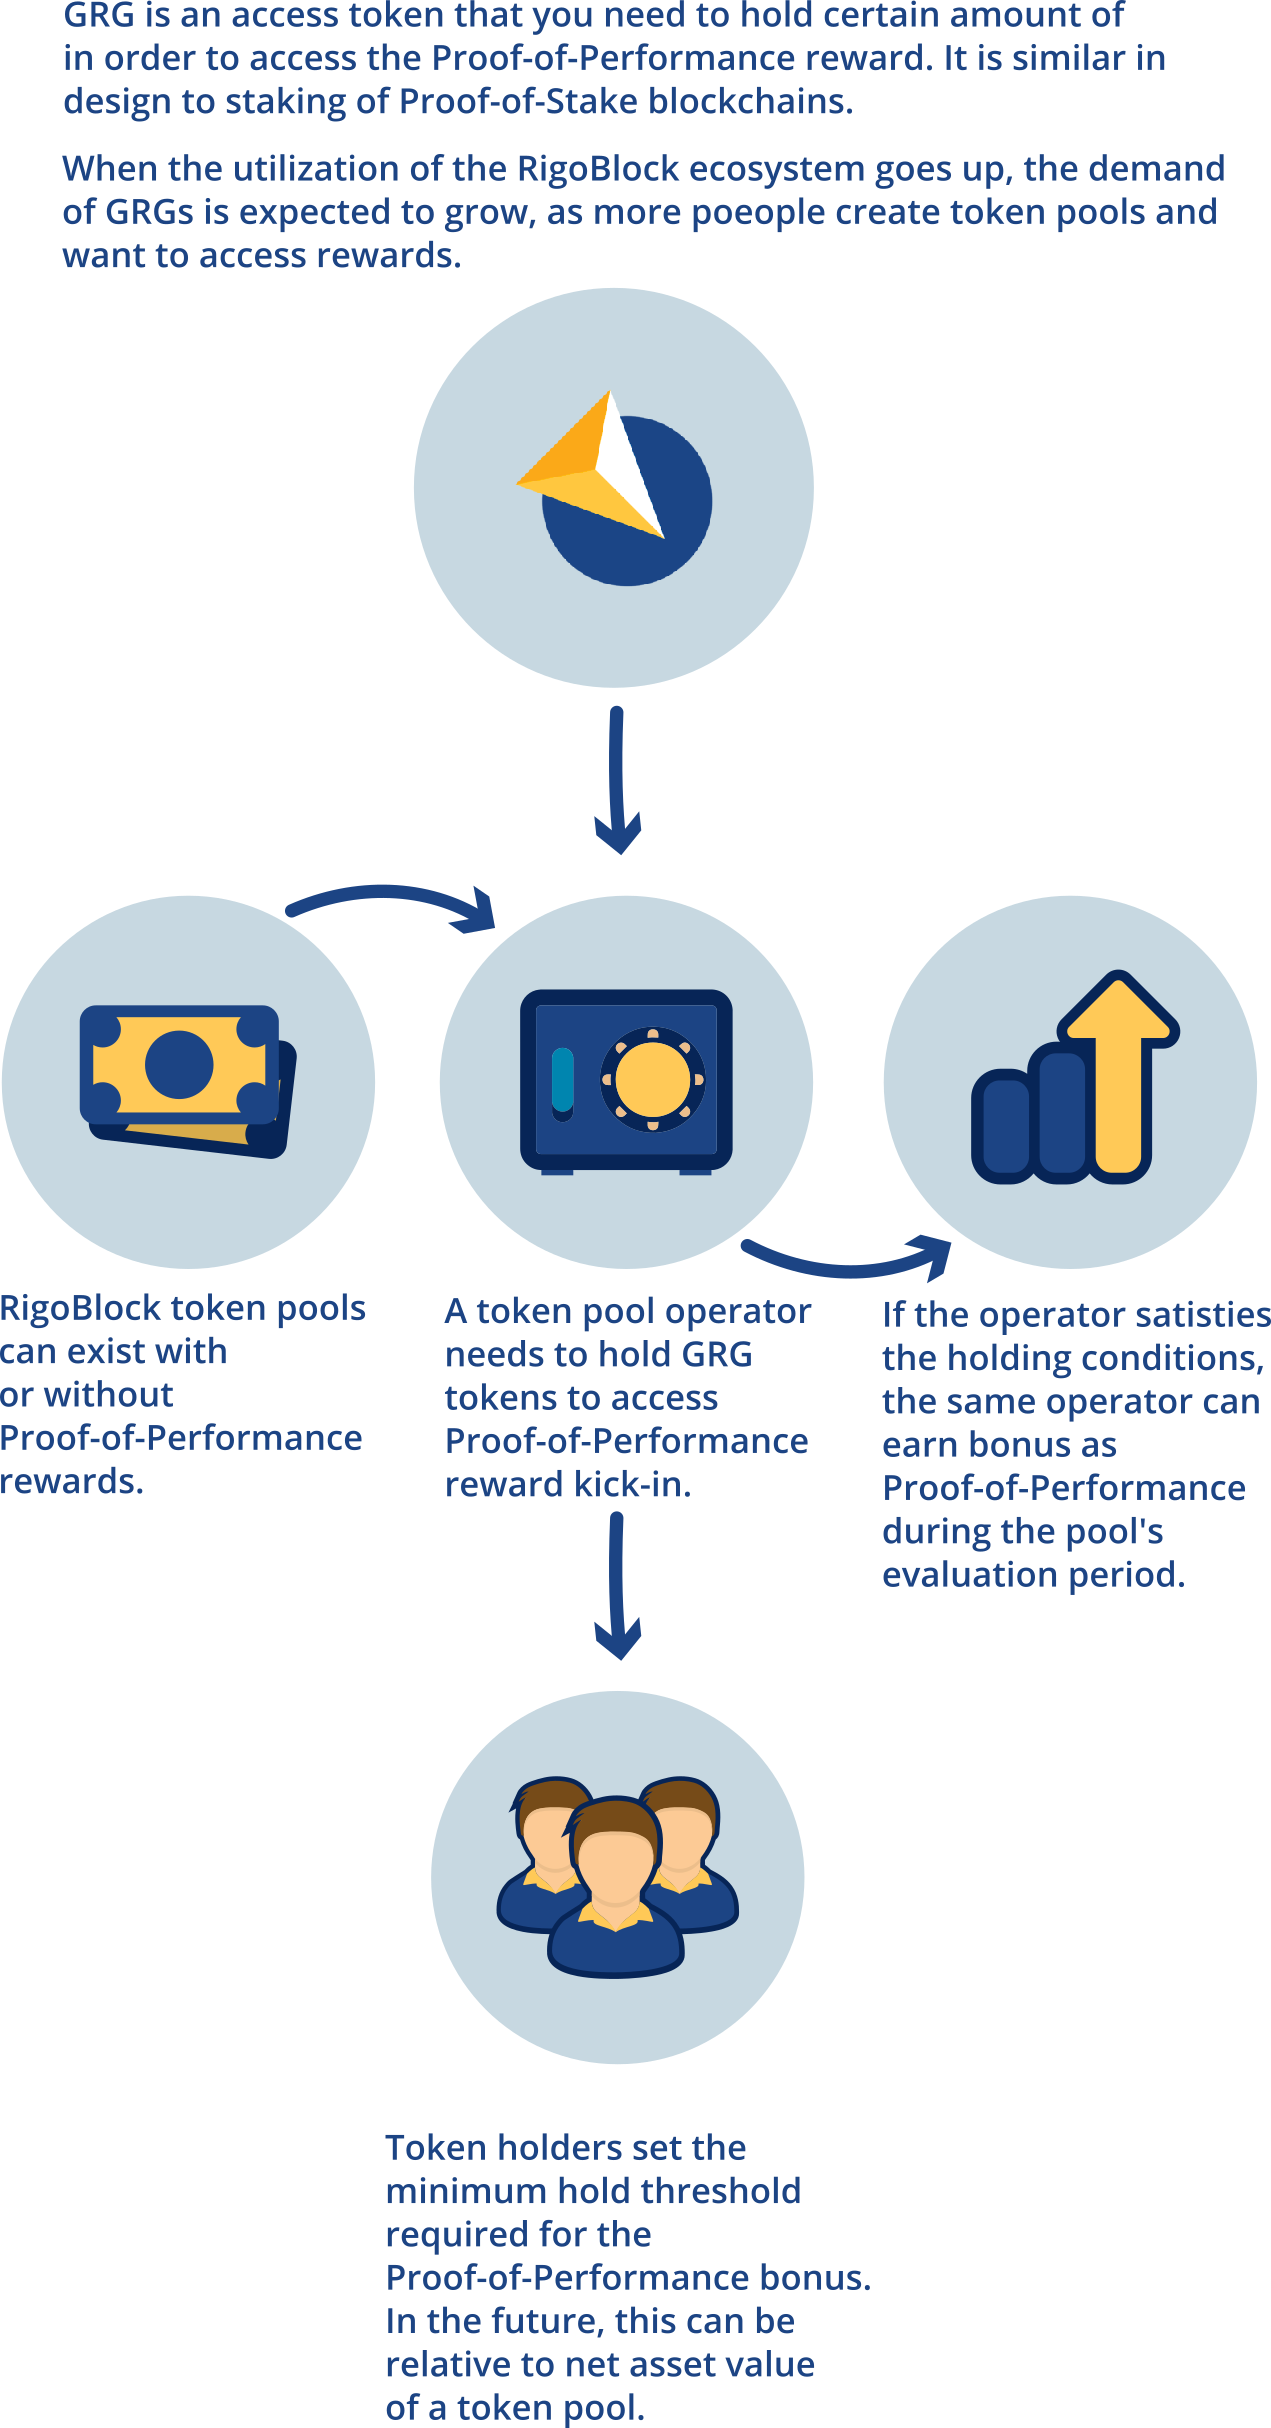 GRG is an access token that you need to hold certain amount of
in order to access the Proof-of-Performance reward. It is similar in
design to staking of Proof-of-Stake blockchains.
When the utilization of the RigoBlock ecosystem goes up, the demand
of GRGs is expected to grow, as more poeople create token pools and
want to access rewards.
RigoBlock token pools
can exist with
or without
Proof-of-Performance
rewards.
A token pool operator
needs to hold GRG
tokens to access
Proof-of-Performance
reward kick-in.
If the operator satisties
the holding conditions,
the same operator can
earn bonus as
Proof-of-Performance
during the pool's
evaluation period.
Token holders set the
minimum hold threshold
required for the
Proof-of-Performance bonus.
In the future, this can be
relative to net asset value
of a token pool.